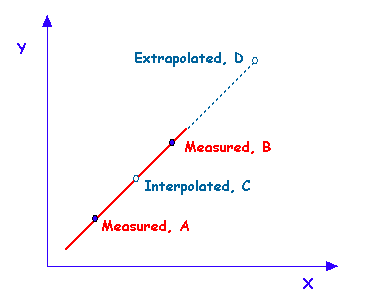 Y
Extrapolated, D
Measured, B
Interpolated, C
Measured, A
X